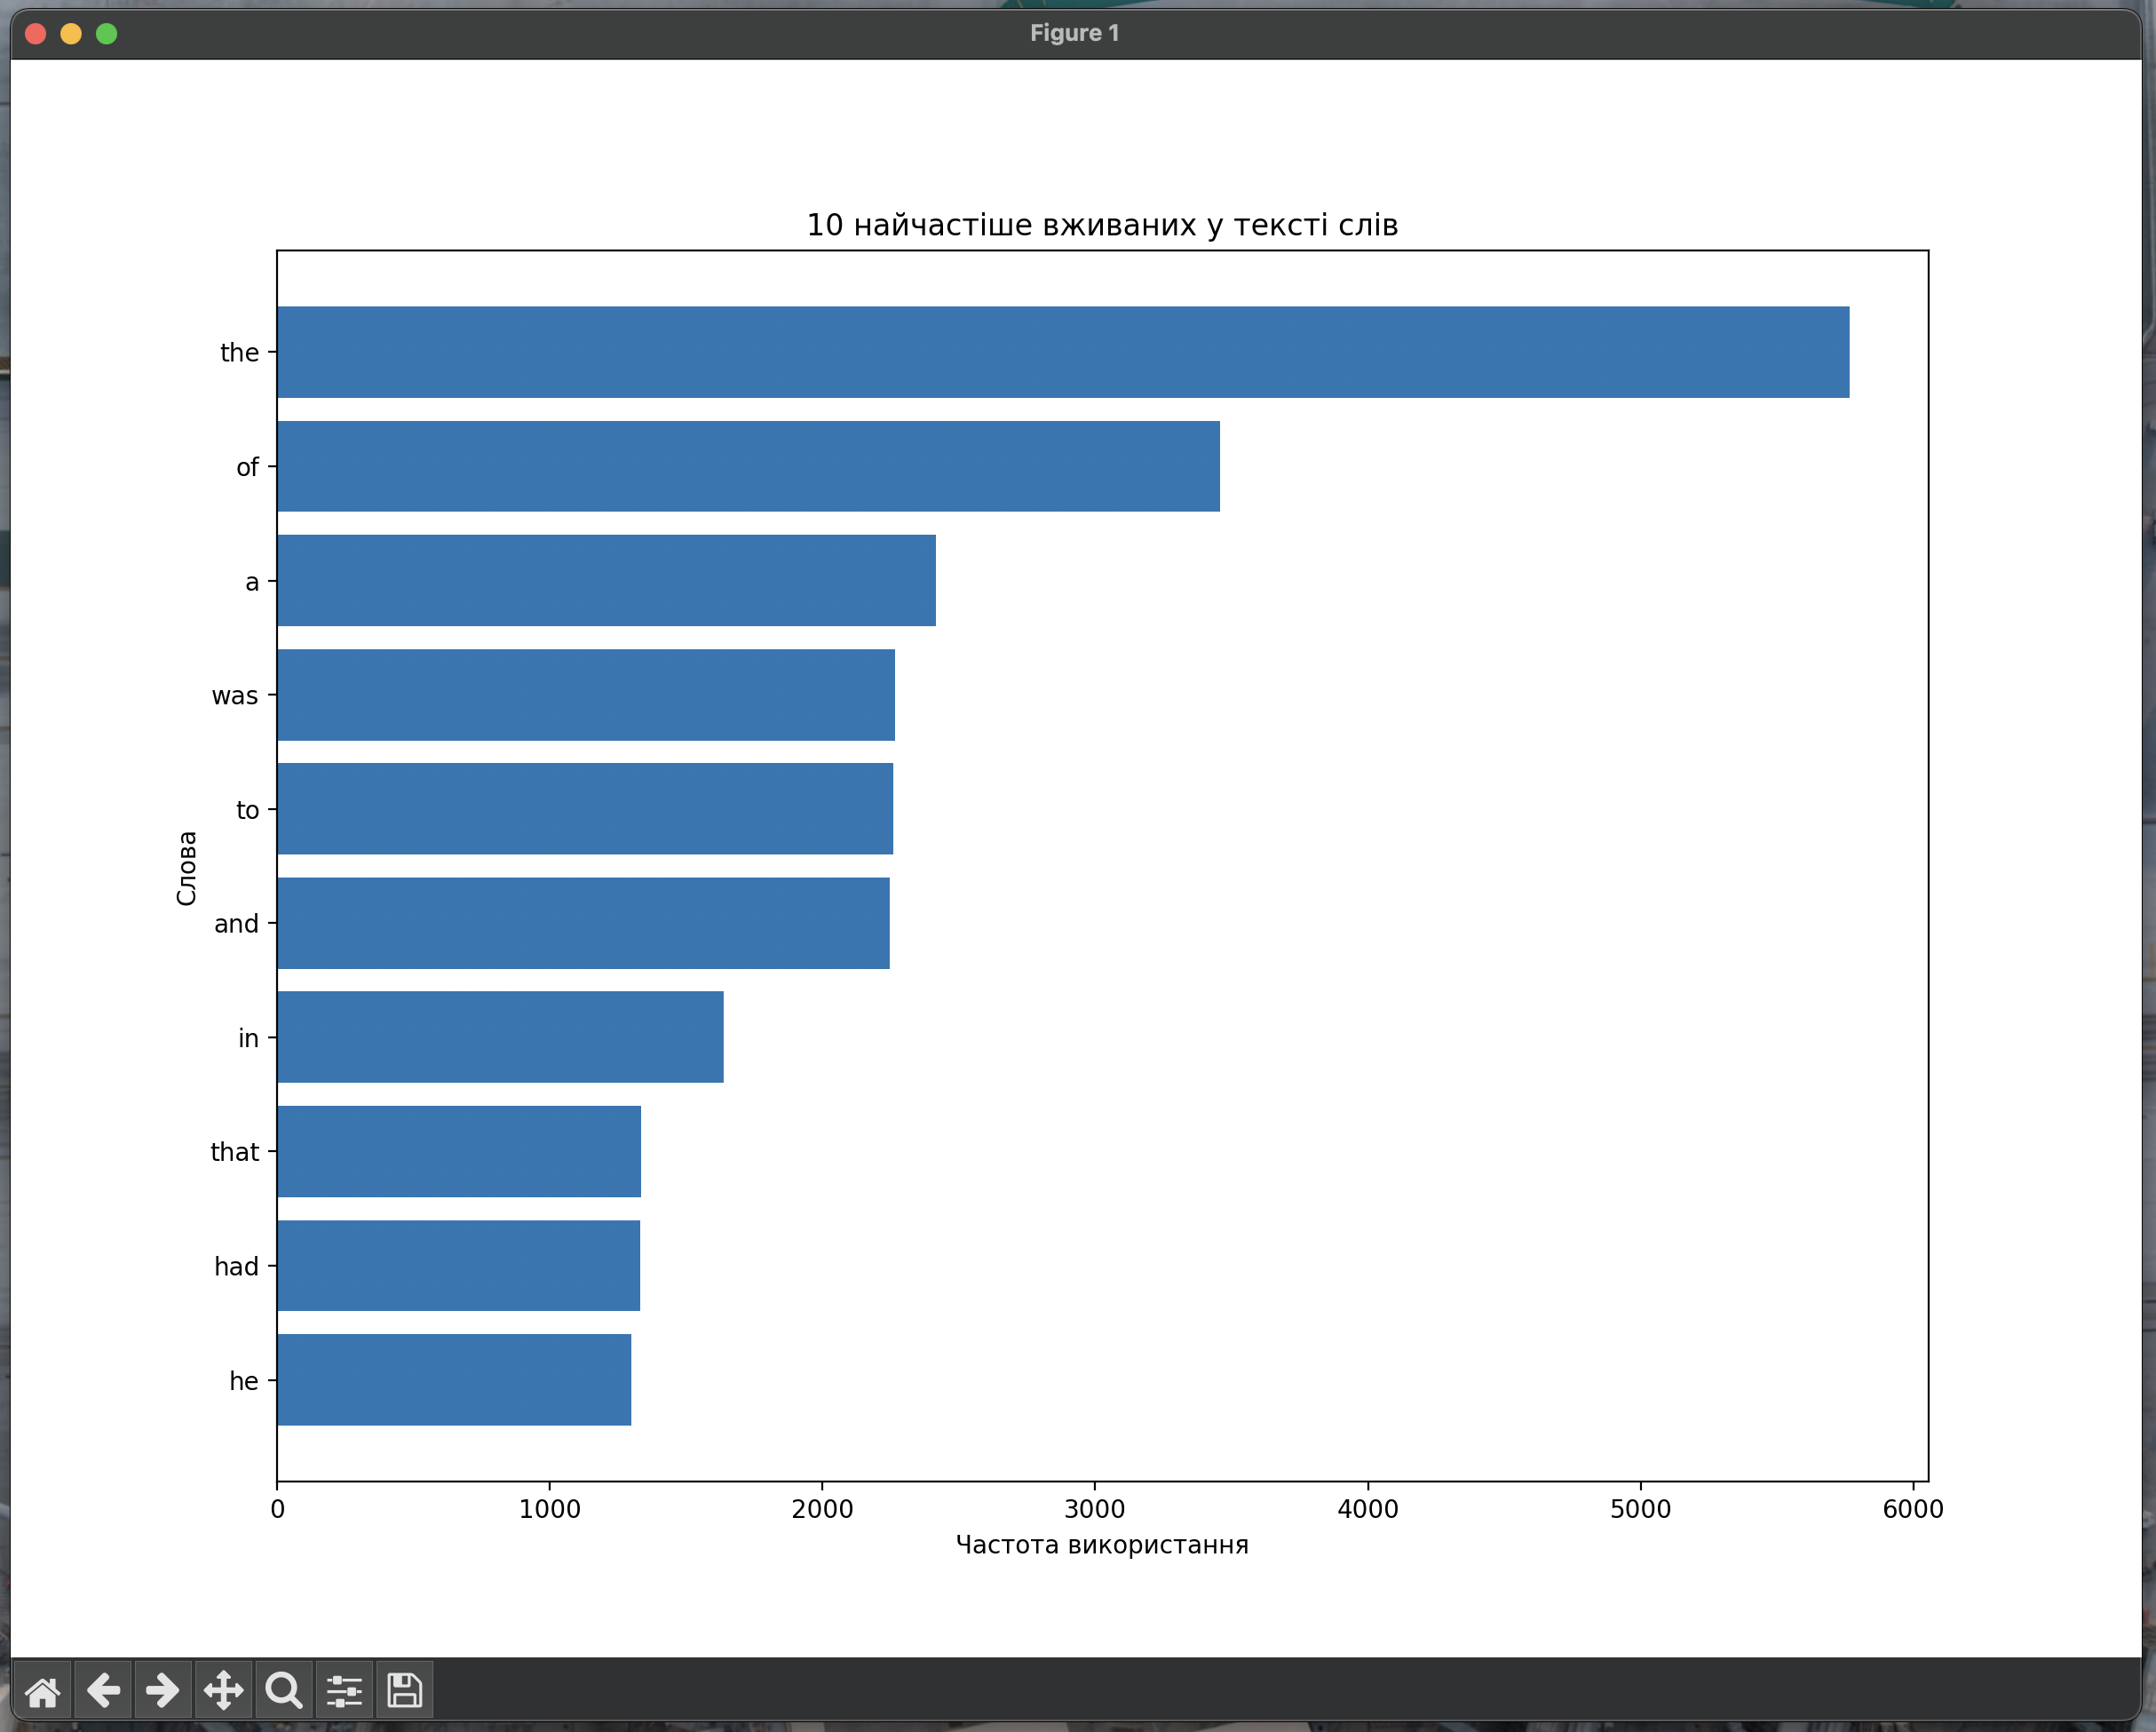 Figure 1
10 найчастіше вживаних у тексті слів
the
of
a
was
to
and
in
that
had
he
Слова
0 1000 2000 3000 4000 5000 6000
Частота використання